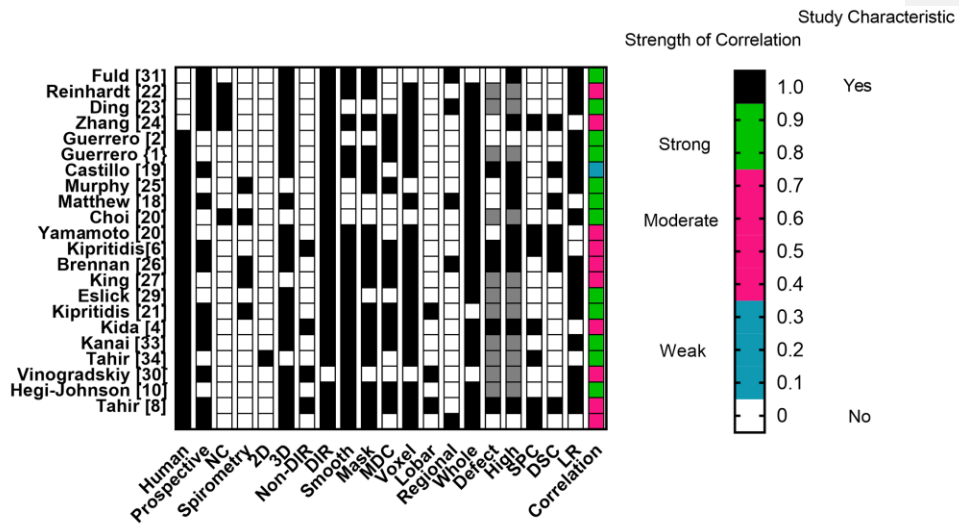 Study Characteristic
Strength of Correlation
Fuld [31]
Reinhardt [22]
Ding [23]
Zhang [24]
Guerrero [2]
Guerrero {1}
Castillo [19]
Murphy [25]
Matthew [18]
Choi [20]
Yamamoto [20]
Kipritidis[6]
Brennan [26]
King [27]
Eslick [29]
Kipritidis [21]
Kida [4]
Kanai [33]
Tahir [34]
Vinogradskiy [30]
Hegi-Johnson [10]
Tahir [8]
Human
Prospective
NC
Spirometry
2D
3D
Non-DIR
DIR
Smooth
Mask
MDC
Voxel
Lobar
Regional
Whole
Defect
High
SPC
DSC
LR
Correlation
1.0 Yes
0.9
Strong
0.8
0.7
Moderate 0.6
0.5
0.4
0.3
Weak 0.2
0.1
0 No